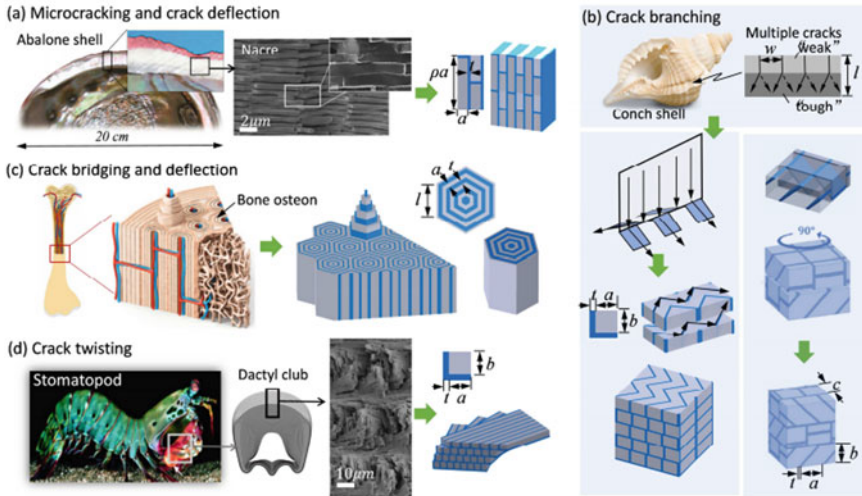 (a) Microcracking and crack deflection
Abalone shell
Nacre
2μm
20 cm
ρa
t
a
(b) Crack branching
Multiple cracks
w
"weak"
l
"tough"
Conch shell
90°
t a
b
c
b
t a
(c) Crack bridging and deflection
Bone osteon
a t
l
(d) Crack twisting
Stomatopod
Dactyl club
10μm
b
t a